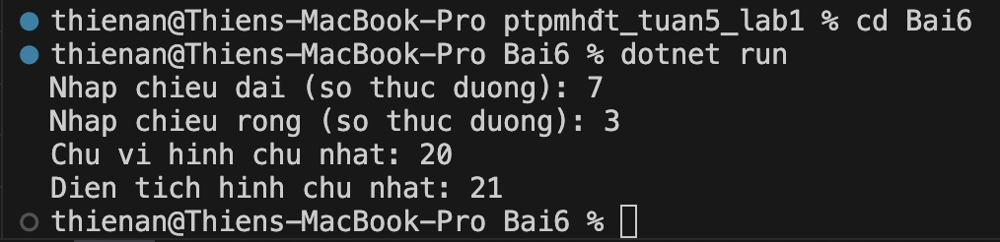 thienan@Thiens-MacBook-Pro ptpmhđt_tuan5_lab1 % cd Bai6
thienan@Thiens-MacBook-Pro Bai6 % dotnet run
Nhap chieu dai (so thuc duong): 7
Nhap chieu rong (so thuc duong): 3
Chu vi hinh chu nhat: 20
Dien tich hinh chu nhat: 21
thienan@Thiens-MacBook-Pro Bai6 %